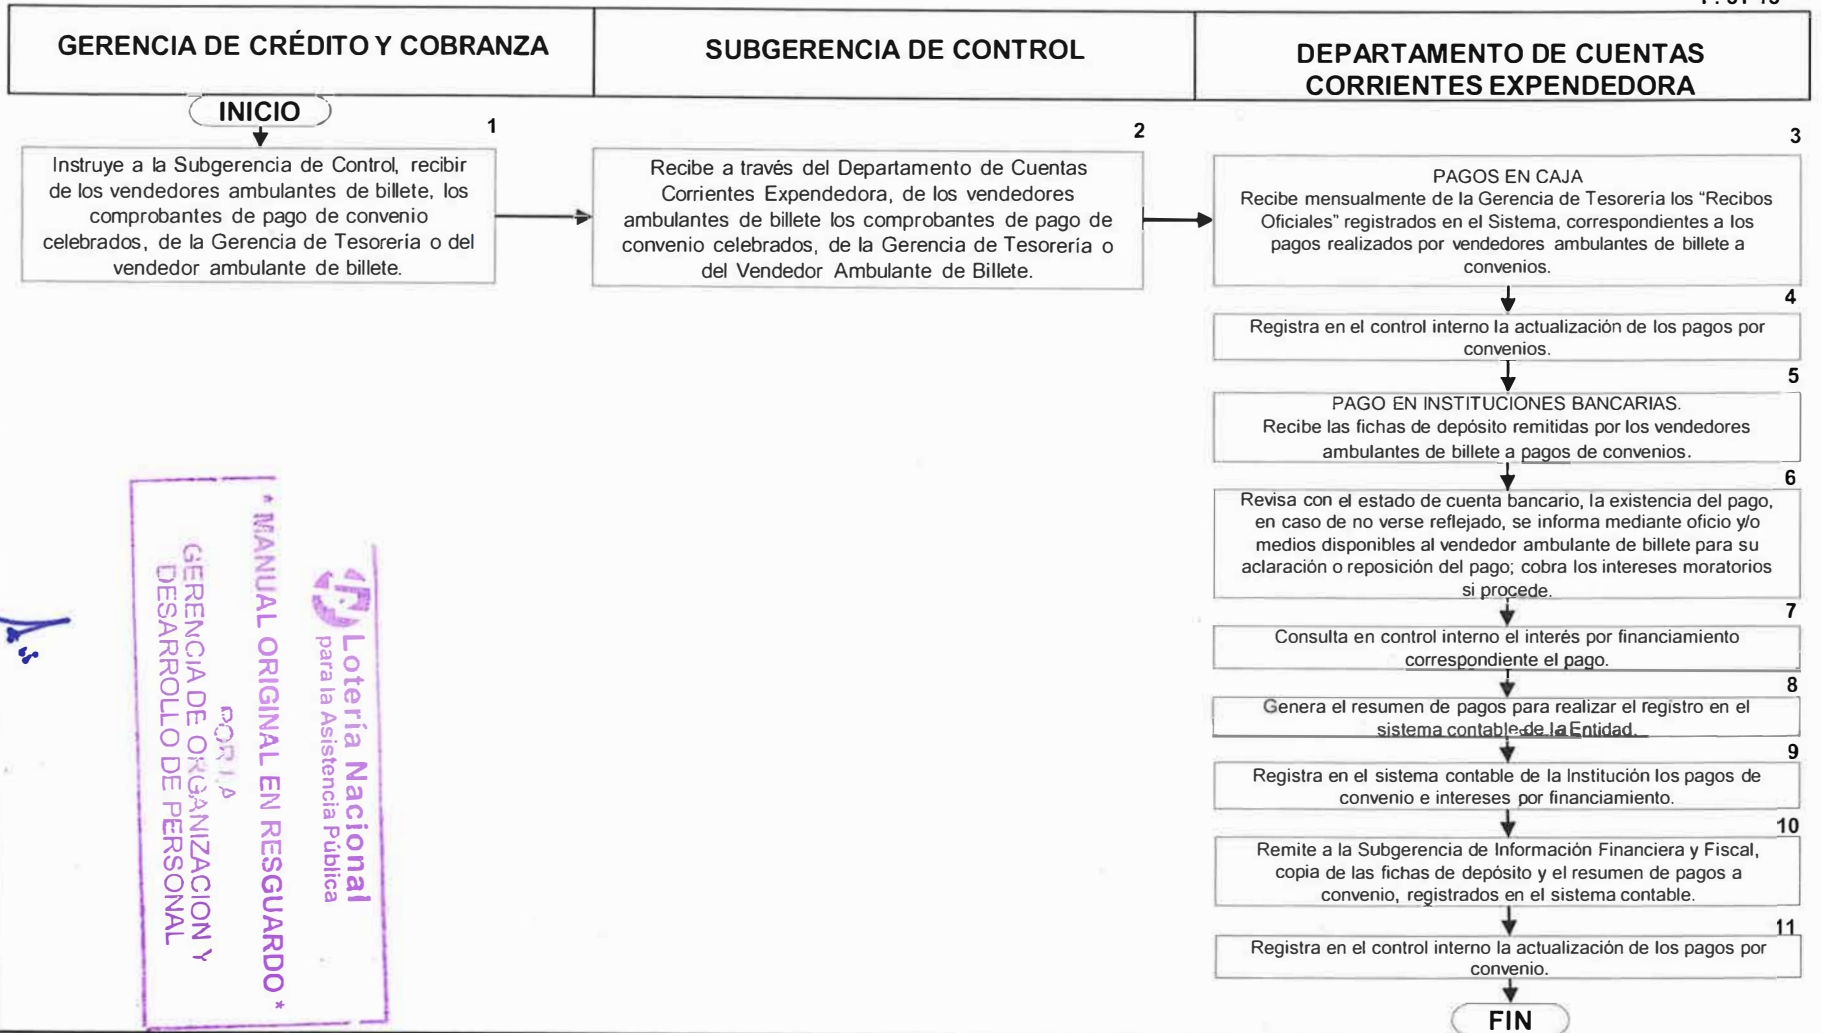 GERENCIA DE CRÉDITO Y COBRANZA
SUBGERENCIA DE CONTROL
DEPARTAMENTO DE CUENTAS
CORRIENTES EXPENDEDORA
INICIO
1
Instruye a la Subgerencia de Control, recibir
de los vendedores ambulantes de billete, los
comprobantes de pago de convenio
celebrados, de la Gerencia de Tesorería o del
vendedor ambulante de billete.
2
Recibe a través del Departamento de Cuentas
Corrientes Expendedora, de los vendedores
ambulantes de billete los comprobantes de pago de
convenio celebrados, de la Gerencia de Tesorería o
del Vendedor Ambulante de Billete.
3
PAGOS EN CAJA
Recibe mensualmente de la Gerencia de Tesorería los “Recibos
Oficiales” registrados en el Sistema, correspondientes a los
pagos realizados por vendedores ambulantes de billete a
convenios.
4
Registra en el control interno la actualización de los pagos por
convenios.
5
PAGO EN INSTITUCIONES BANCARIAS.
Recibe las fichas de depósito remitidas por los vendedores
ambulantes de billete a pagos de convenios.
6
Revisa con el estado de cuenta bancario, la existencia del pago,
en caso de no verse reflejado, se informa mediante oficio y/o
medios disponibles al vendedor ambulante de billete para su
aclaración o reposición del pago; cobra los intereses moratorios
si procede.
7
Consulta en control interno el interés por financiamiento
correspondiente el pago.
8
Genera el resumen de pagos para realizar el registro en el
sistema contable de la Entidad.
9
Registra en el sistema contable de la Institución los pagos de
convenio e intereses por financiamiento.
10
Remite a la Subgerencia de Información Financiera y Fiscal,
copia de las fichas de depósito y el resumen de pagos a
convenio, registrados en el sistema contable.
11
Registra en el control interno la actualización de los pagos por
convenio.
FIN
Lotería Nacional
para la Asistencia Pública
* MANUAL ORIGINAL EN RESGUARDO *
POR LA
GERENCIA DE ORGANIZACION Y
DESARROLLO DE PERSONAL